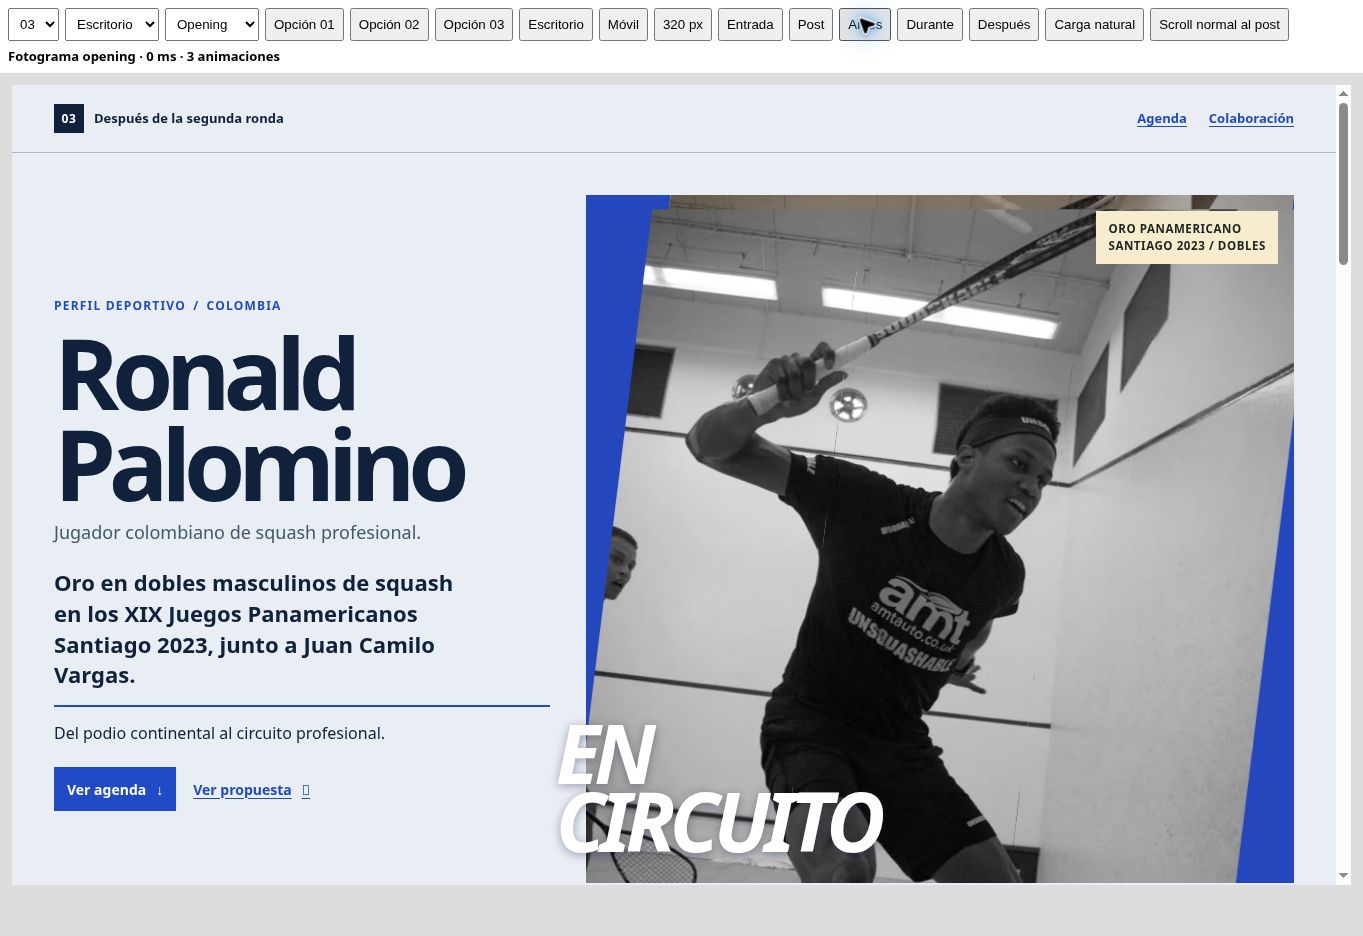 03 Escritorio Opening Opción 01 Opción 02 Opción 03 Escritorio Móvil 320 px Entrada Post Durante Después Carga natural Scroll normal al post
Fotograma opening · 0 ms · 3 animaciones
03 Después de la segunda ronda Agenda Colaboración
ORO PANAMERICANO
SANTIAGO 2023 / DOBLES
PERFIL DEPORTIVO / COLOMBIA
Ronald
Palomino
Jugador colombiano de squash profesional.
Oro en dobles masculinos de squash
en los XIX Juegos Panamericanos
Santiago 2023, junto a Juan Camilo
Vargas.
Del podio continental al circuito profesional.
Ver agenda ↓ Ver propuesta
amt
amtauto.co.uk
UNSQUASHABLE
EN
CIRCUITO